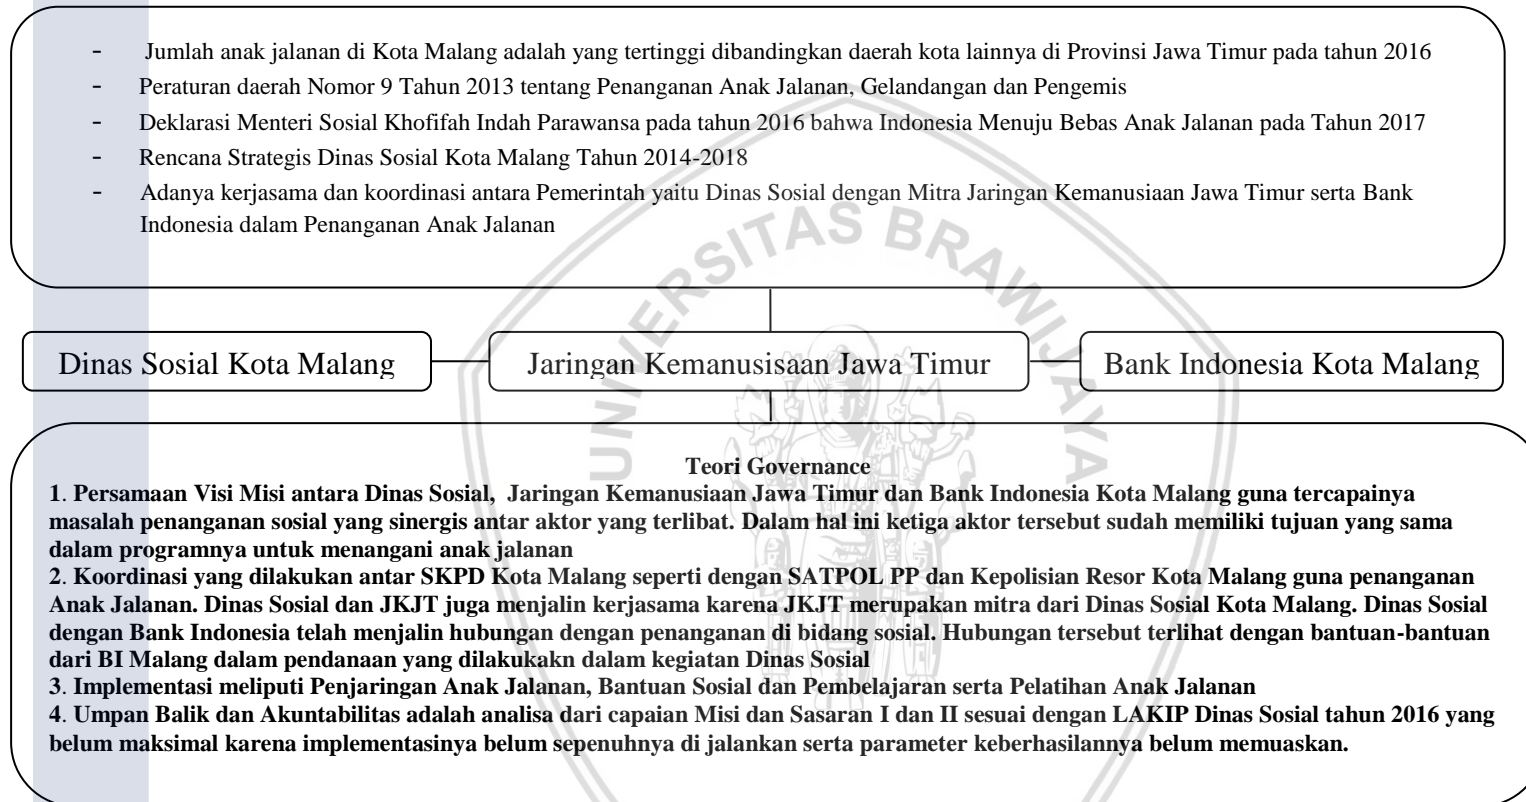 - Jumlah anak jalanan di Kota Malang adalah yang tertinggi dibandingkan daerah kota lainnya di Provinsi Jawa Timur pada tahun 2016
- Peraturan daerah Nomor 9 Tahun 2013 tentang Penanganan Anak Jalanan, Gelandangan dan Pengemis
- Deklarasi Menteri Sosial Khofifah Indah Parawansa pada tahun 2016 bahwa Indonesia Menuju Bebas Anak Jalanan pada Tahun 2017
- Rencana Strategis Dinas Sosial Kota Malang Tahun 2014-2018
- Adanya kerjasama dan koordinasi antara Pemerintah yaitu Dinas Sosial dengan Mitra Jaringan Kemanusiaan Jawa Timur serta Bank
Indonesia dalam Penanganan Anak Jalanan
UNIVERSITAS BRAWIJAYA
Dinas Sosial Kota Malang
Jaringan Kemanusisaan Jawa Timur
Bank Indonesia Kota Malang
Teori Governance
1. Persamaan Visi Misi antara Dinas Sosial, Jaringan Kemanusiaan Jawa Timur dan Bank Indonesia Kota Malang guna tercapainya
masalah penanganan sosial yang sinergis antar aktor yang terlibat. Dalam hal ini ketiga aktor tersebut sudah memiliki tujuan yang sama
dalam programnya untuk menangani anak jalanan
2. Koordinasi yang dilakukan antar SKPD Kota Malang seperti dengan SATPOL PP dan Kepolisian Resor Kota Malang guna penanganan
Anak Jalanan. Dinas Sosial dan JKJT juga menjalin kerjasama karena JKJT merupakan mitra dari Dinas Sosial Kota Malang. Dinas Sosial
dengan Bank Indonesia telah menjalin hubungan dengan penanganan di bidang sosial. Hubungan tersebut terlihat dengan bantuan-bantuan
dari BI Malang dalam pendanaan yang dilakukakn dalam kegiatan Dinas Sosial
3. Implementasi meliputi Penjaringan Anak Jalanan, Bantuan Sosial dan Pembelajaran serta Pelatihan Anak Jalanan
4. Umpan Balik dan Akuntabilitas adalah analisa dari capaian Misi dan Sasaran I dan II sesuai dengan LAKIP Dinas Sosial tahun 2016 yang
belum maksimal karena implementasinya belum sepenuhnya di jalankan serta parameter keberhasilannya belum memuaskan.